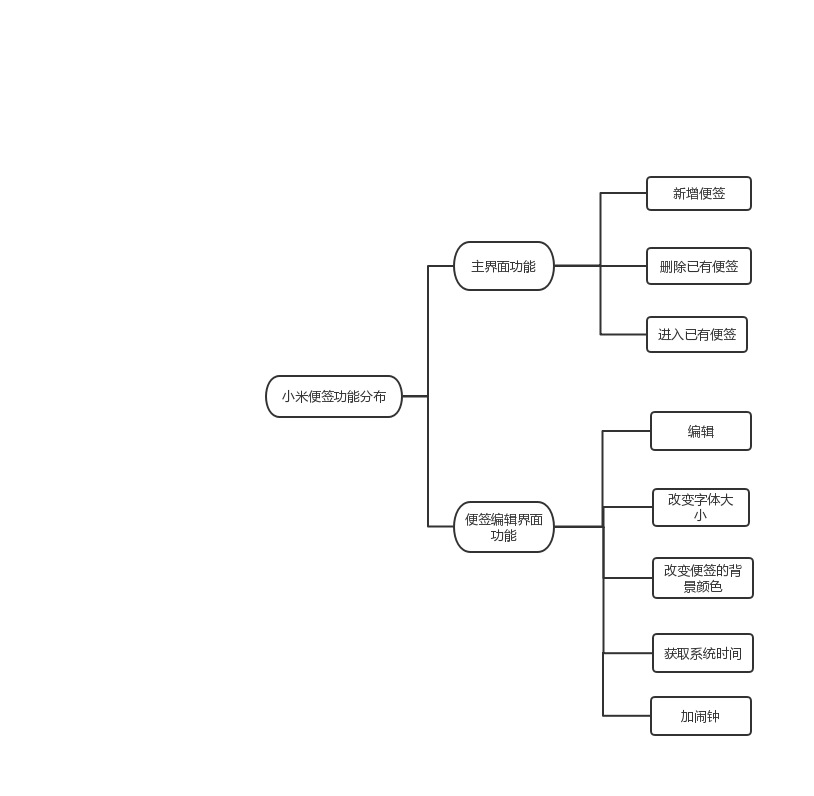 新增便签
主界面功能
删除已有便签
进入已有便签
小米便签功能分布
编辑
改变字体大
小
便签编辑界面
功能
改变便签的背
景颜色
获取系统时间
加闹钟